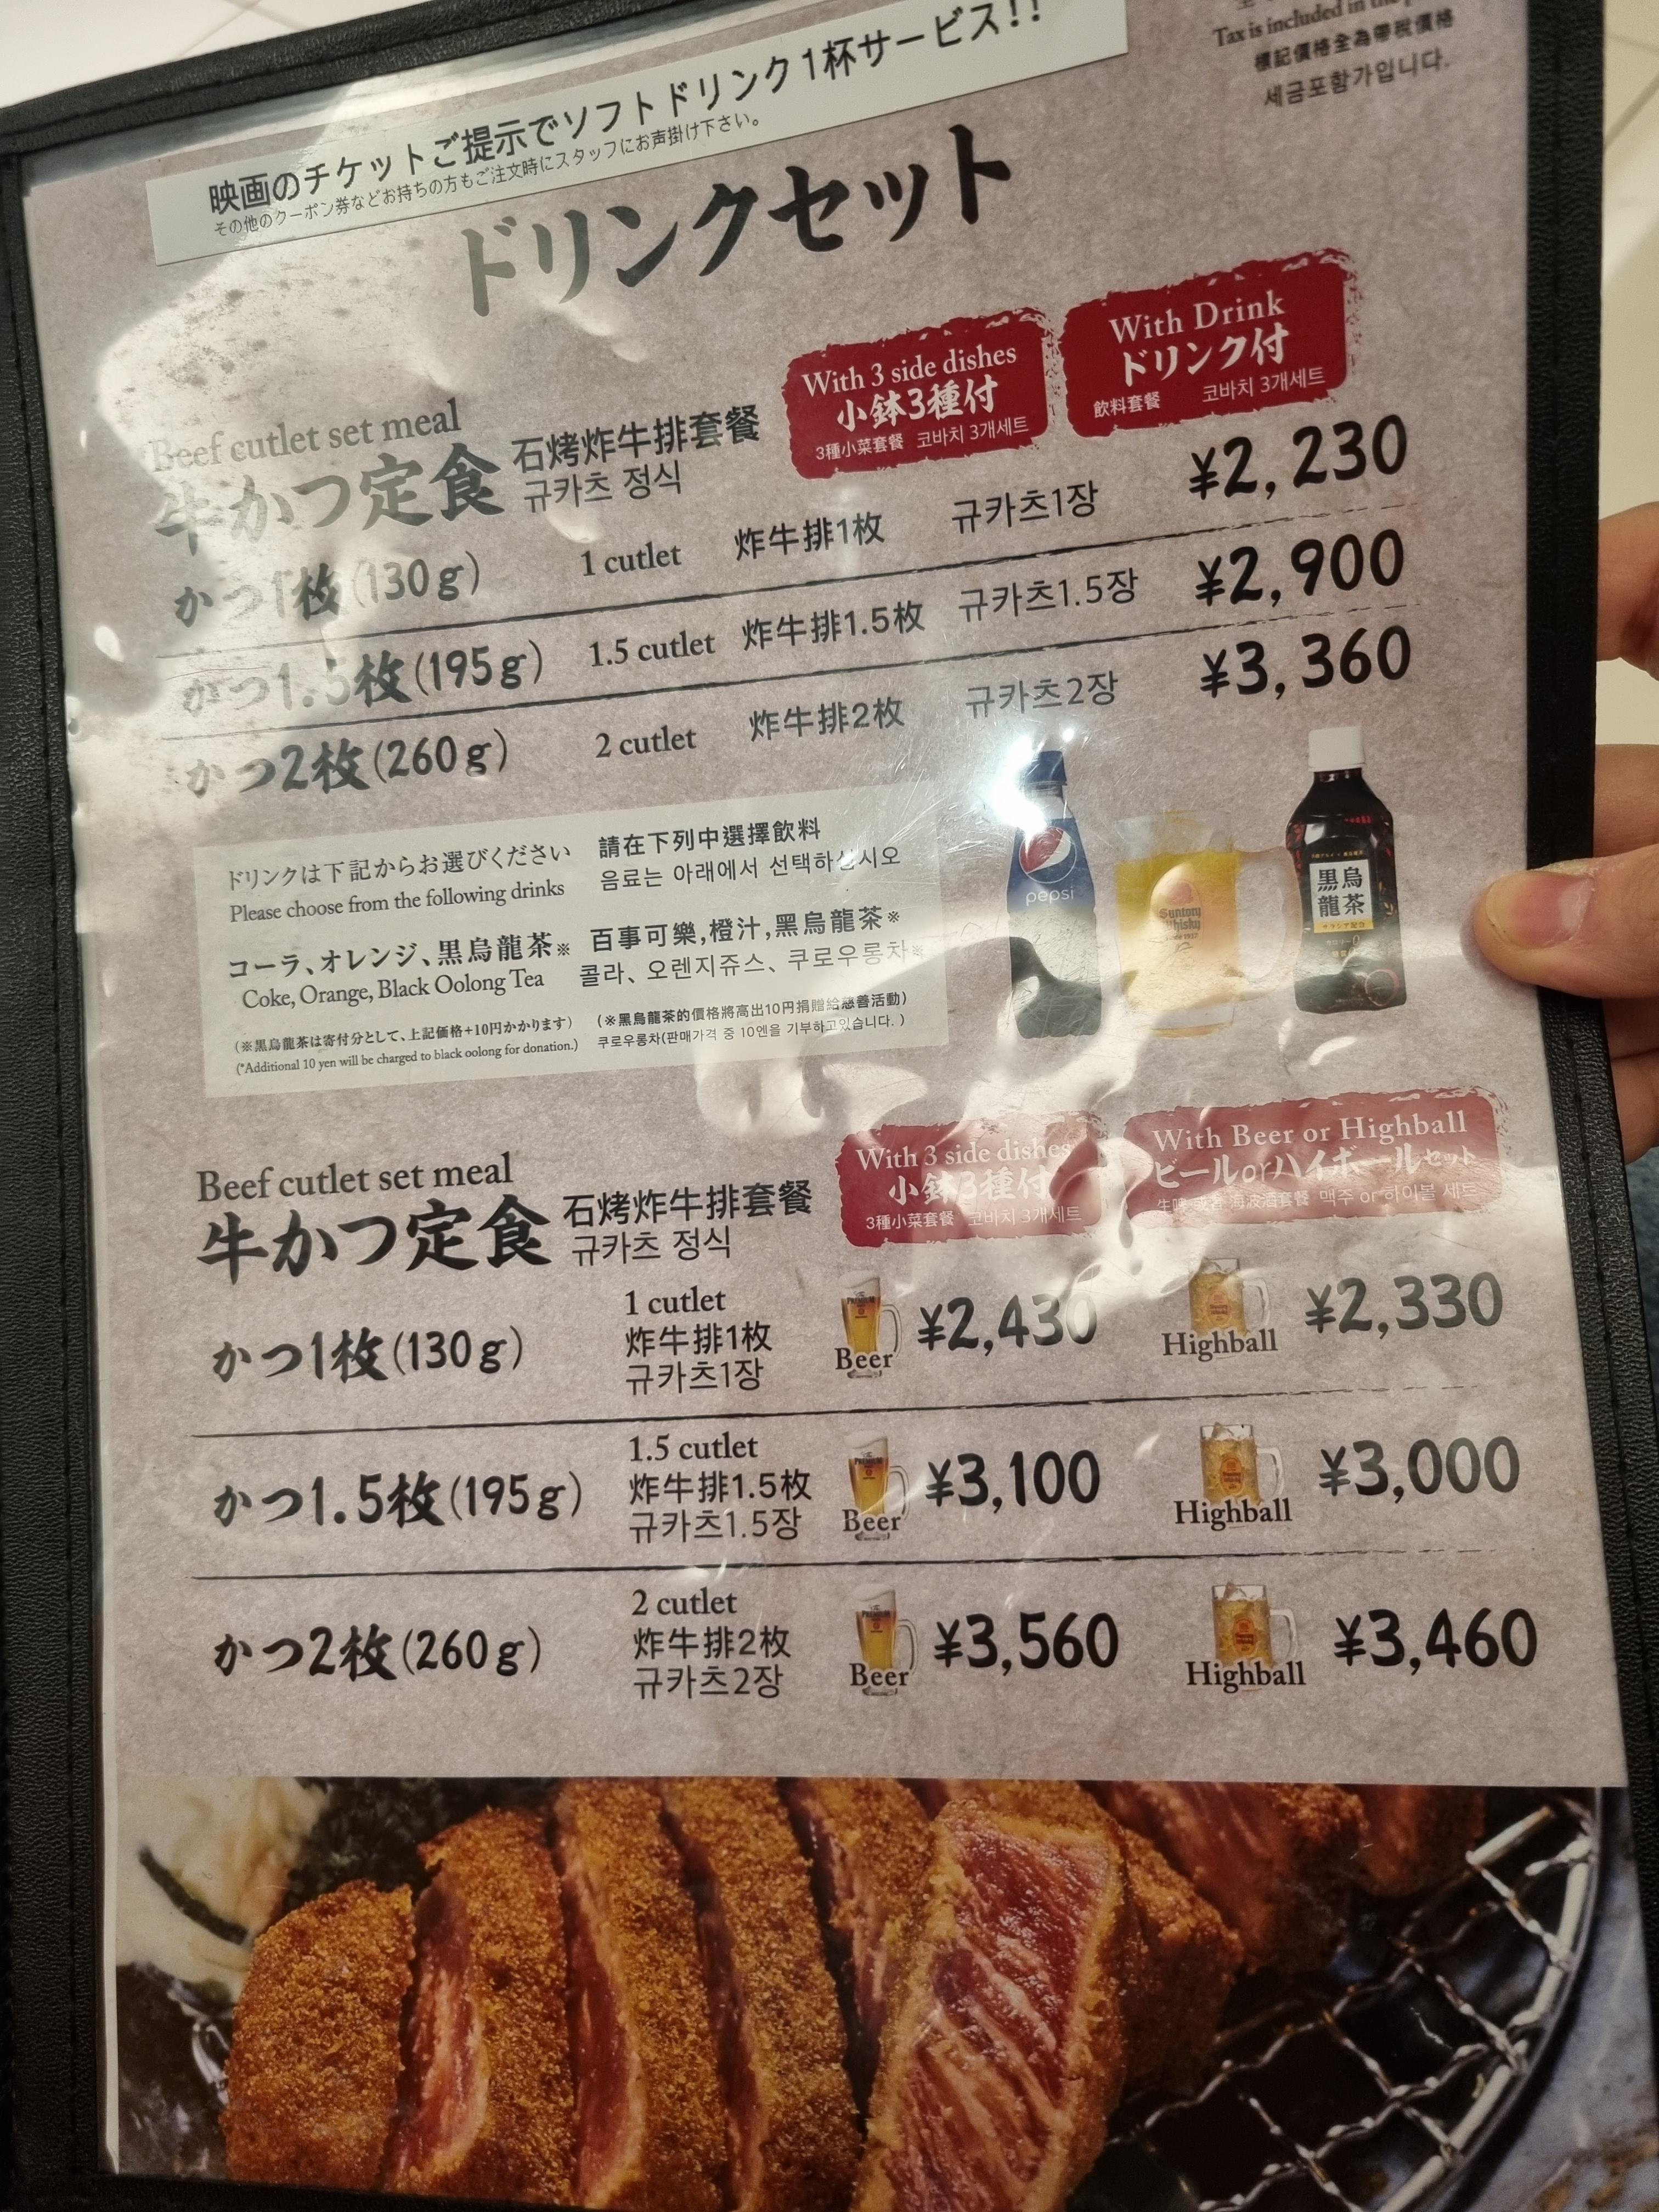 Tax is included in the
標記價格全為帶稅價格
세금포함가입니다.
映画のチケットご提示でソフトドリンク1杯サービス!!
その他のクーポン券などお持ちの方もご注文時にスタッフにお声掛け下さい。
ドリンクセット
With 3 side dishes
小鉢3種付
3種小菜套餐 코바치 3개세트
With Drink
ドリンク付
飲料套餐 코바치 3개세트
Beef cutlet set meal
牛かつ定食 石烤炸牛排套餐
규카츠 정식
かつ1枚(130g) 1 cutlet 炸牛排1枚 규카츠1장 ¥2,230
かつ1.5枚(195g) 1.5 cutlet 炸牛排1.5枚 규카츠1.5장 ¥2,900
かつ2枚(260g) 2 cutlet 炸牛排2枚 규카츠2장 ¥3,360
ドリンクは下記からお選びください
Please choose from the following drinks
請在下列中選擇飲料
음료는 아래에서 선택하십시오
コーラ、オレンジ、黒烏龍茶※
Coke, Orange, Black Oolong Tea
百事可樂,橙汁,黑烏龍茶※
콜라、오렌지쥬스、쿠로우롱차※
(※黒烏龍茶は寄付分として、上記価格+10円かかります)
(*Additional 10 yen will be charged to black oolong for donation.)
(※黑烏龍茶的價格將高出10円捐贈給慈善活動)
쿠로우롱차(판매가격 중 10엔을 기부하고있습니다. )
pepsi
Suntory
Whisky
黒烏
龍茶
Beef cutlet set meal
牛かつ定食 石烤炸牛排套餐
규카츠 정식
With 3 side dishes
小鉢3種付
3種小菜套餐 코바치 3개세트
With Beer or Highball
ビールorハイボールセット
맥주 or 하이볼 세트
かつ1枚(130g)
1 cutlet
炸牛排1枚
규카츠1장
Beer ¥2,430
Highball ¥2,330
かつ1.5枚(195g)
1.5 cutlet
炸牛排1.5枚
규카츠1.5장
Beer ¥3,100
Highball ¥3,000
かつ2枚(260g)
2 cutlet
炸牛排2枚
규카츠2장
Beer ¥3,560
Highball ¥3,460